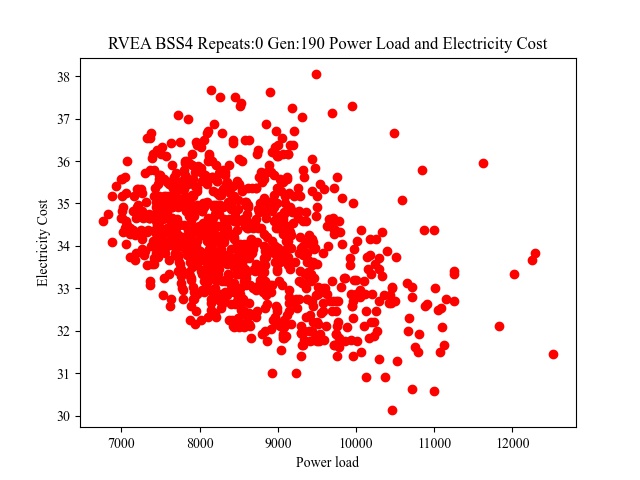 RVEA BSS4 Repeats:0 Gen:190 Power Load and Electricity Cost
38
37
36
35
34
33
32
31
30
Electricity Cost
7000 8000 9000 10000 11000 12000
Power load